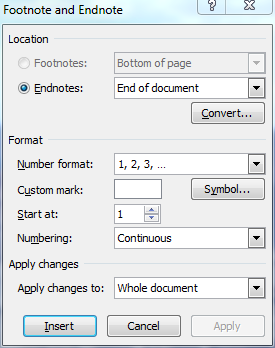 Footnote and Endnote
Location
Footnotes: Bottom of page
Endnotes: End of document
Convert...
Format
Number format: 1, 2, 3, ...
Custom mark: Symbol...
Start at: 1
Numbering: Continuous
Apply changes
Apply changes to: Whole document
Insert Cancel Apply